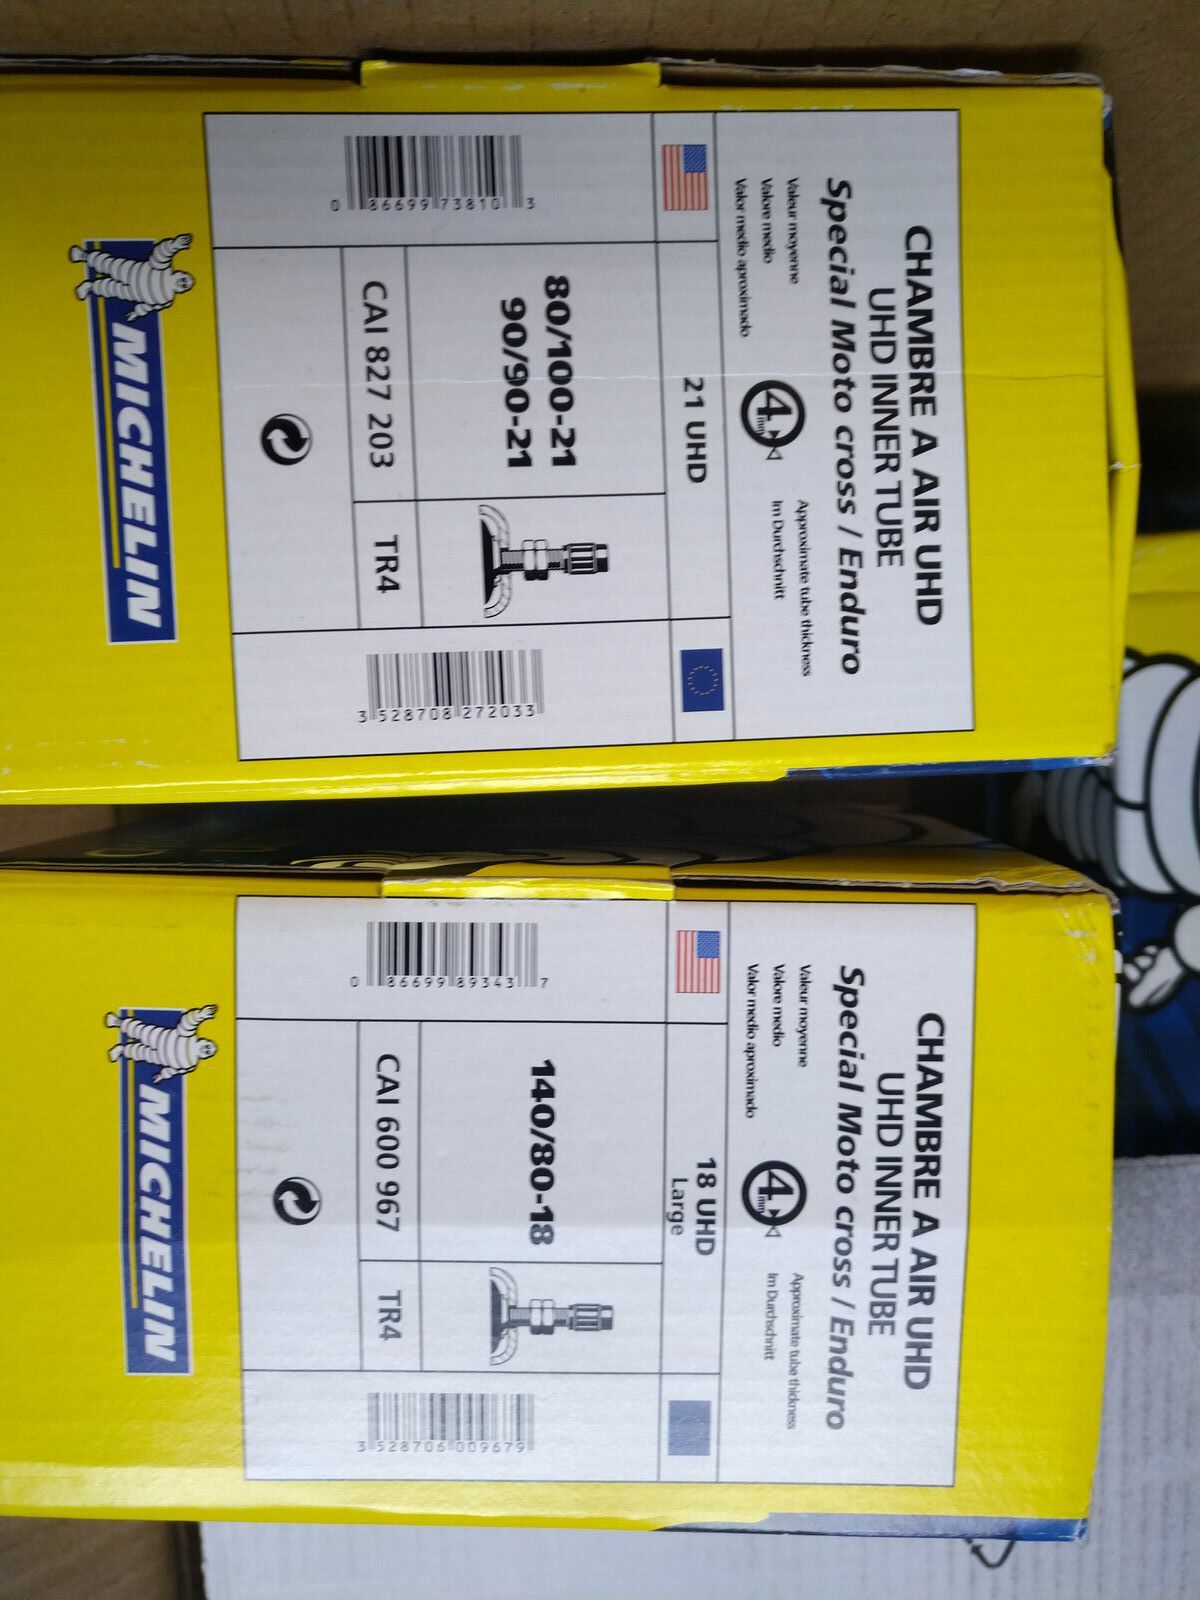 CHAMBRE A AIR UHD
UHD INNER TUBE
Special Moto cross / Enduro
Valeur moyenne
Valore medio
Valor medio aproximado
4
mm
Approximate tube thickness
Im Durchschnitt
21 UHD
80/100-21
90/90-21
CAI 827 203
TR4
0 86699 73810 3
3 528708 272033
MICHELIN
CHAMBRE A AIR UHD
UHD INNER TUBE
Special Moto cross / Enduro
Valeur moyenne
Valore medio
Valor medio aproximado
4
mm
Approximate tube thickness
Im Durchschnitt
18 UHD
Large
140/80-18
CAI 600 967
TR4
0 86699 89343 7
3 528706 009679
MICHELIN